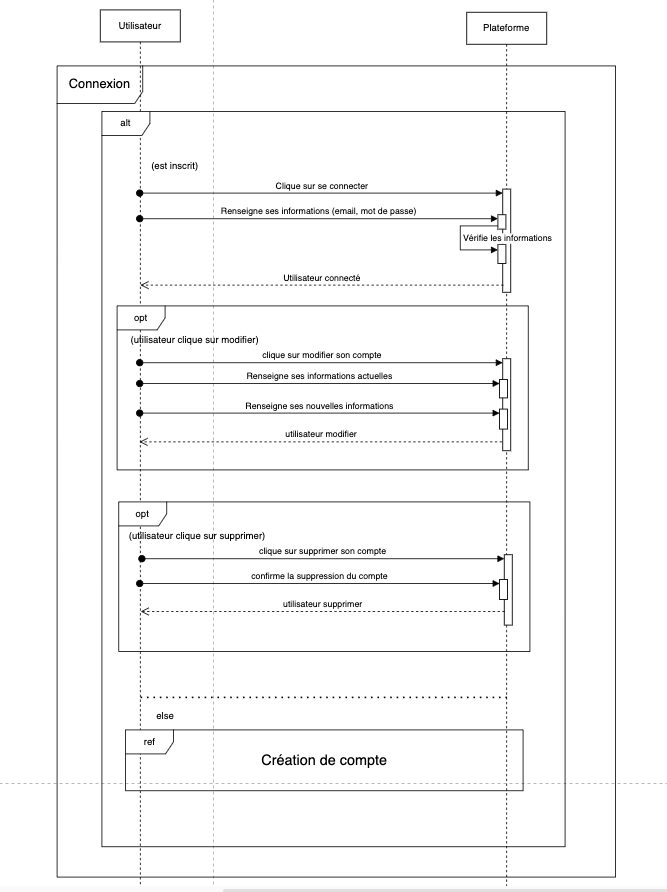 Utilisateur
Plateforme
Connexion
alt
(est inscrit)
Clique sur se connecter
Renseigne ses informations (email, mot de passe)
Vérifie les informations
Utilisateur connecté
opt
(utilisateur clique sur modifier)
clique sur modifier son compte
Renseigne ses informations actuelles
Renseigne ses nouvelles informations
utilisateur modifier
opt
(utilisateur clique sur supprimer)
clique sur supprimer son compte
confirme la suppression du compte
utilisateur supprimer
else
ref
Création de compte